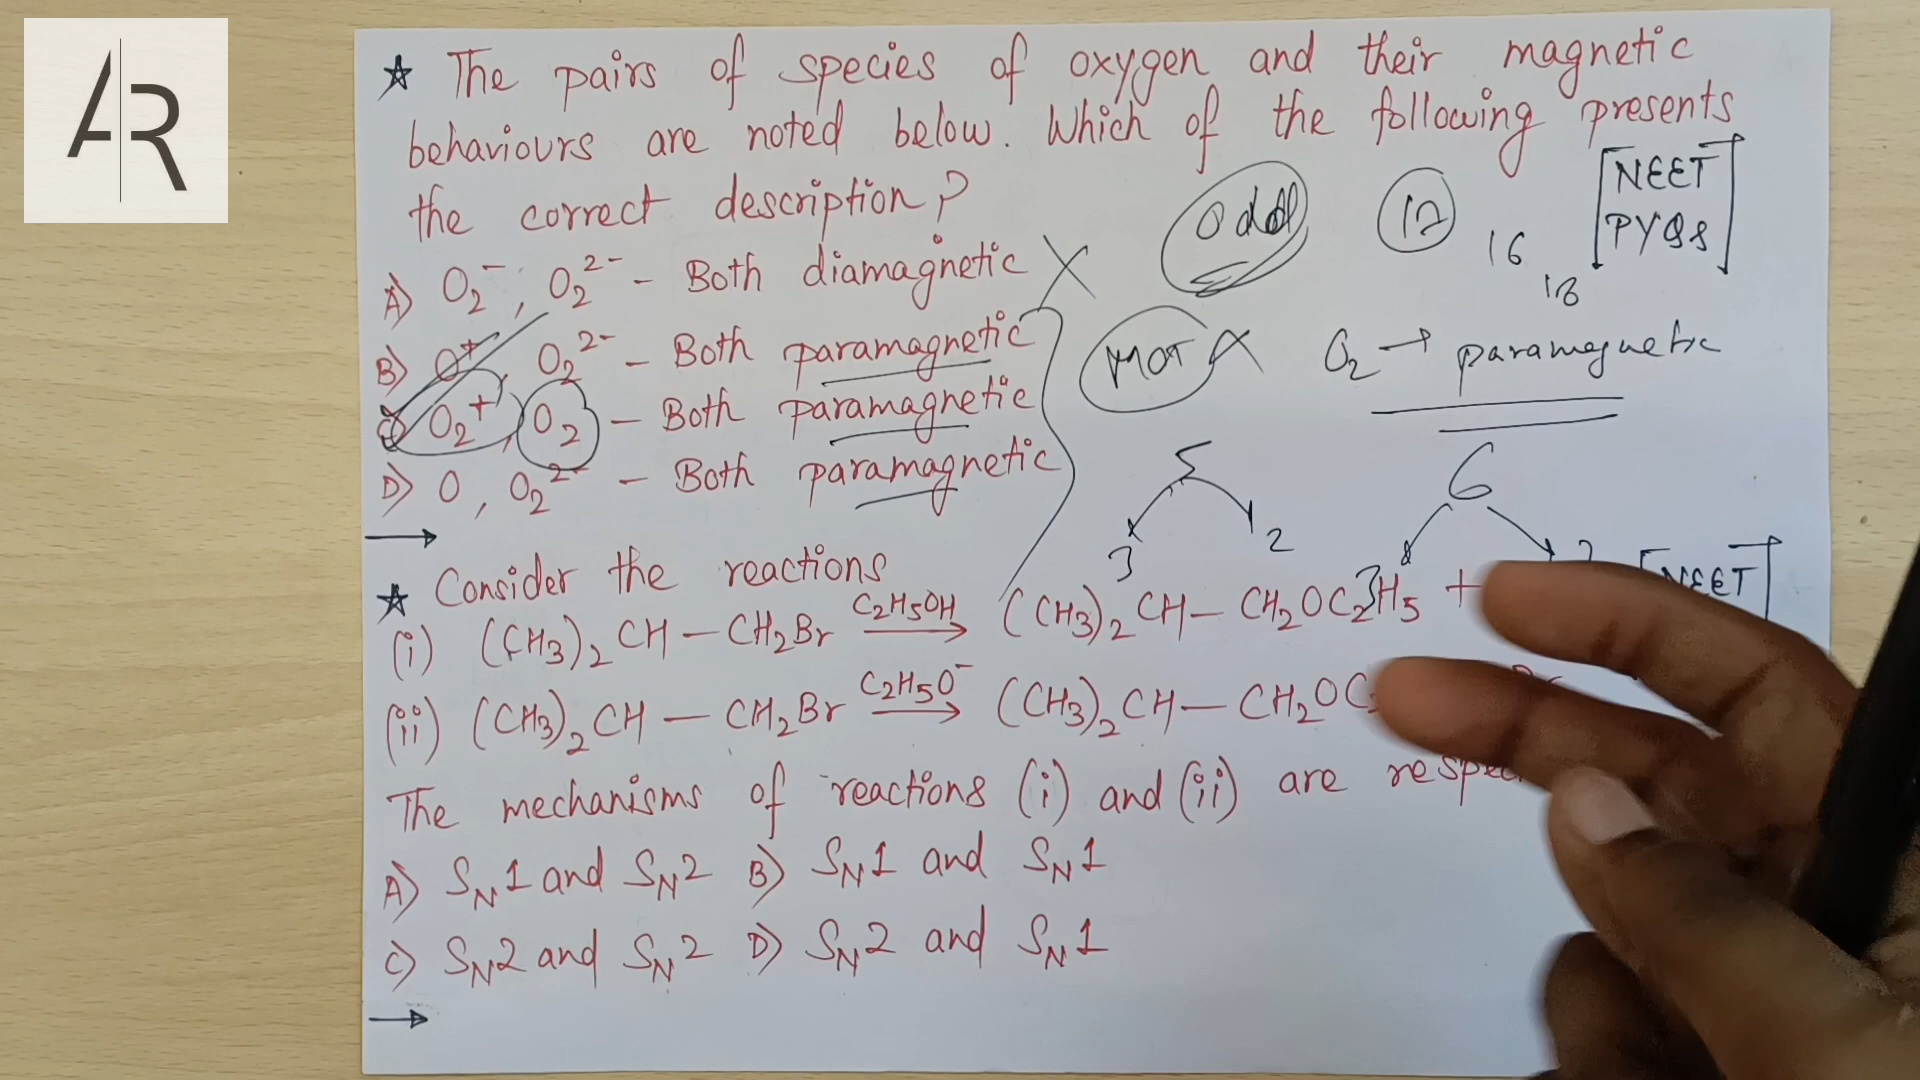 AR
☆ The pairs of species of oxygen and their magnetic
behaviours are noted below. Which of the following presents
the correct description?
[NEET
PYQs]
odd
17
16
18
A) O₂⁻, O₂²⁻ - Both diamagnetic X
B) O⁺, O₂²⁻ - Both paramagnetic
MOT X
O₂ → paramagnetic
C) O₂⁺, O₂ - Both paramagnetic
D) O, O₂²⁻ - Both paramagnetic
5
3 2
6
3
→
☆ Consider the reactions
[NEET
(i) (CH₃)₂CH-CH₂Br C₂H₅OH→ (CH₃)₂CH-CH₂OC₂H₅ +
(ii) (CH₃)₂CH-CH₂Br C₂H₅O⁻→ (CH₃)₂CH-CH₂OC
The mechanisms of reactions (i) and (ii) are
A) SN1 and SN2 B) SN1 and SN1
C) SN2 and SN2 D) SN2 and SN1
→